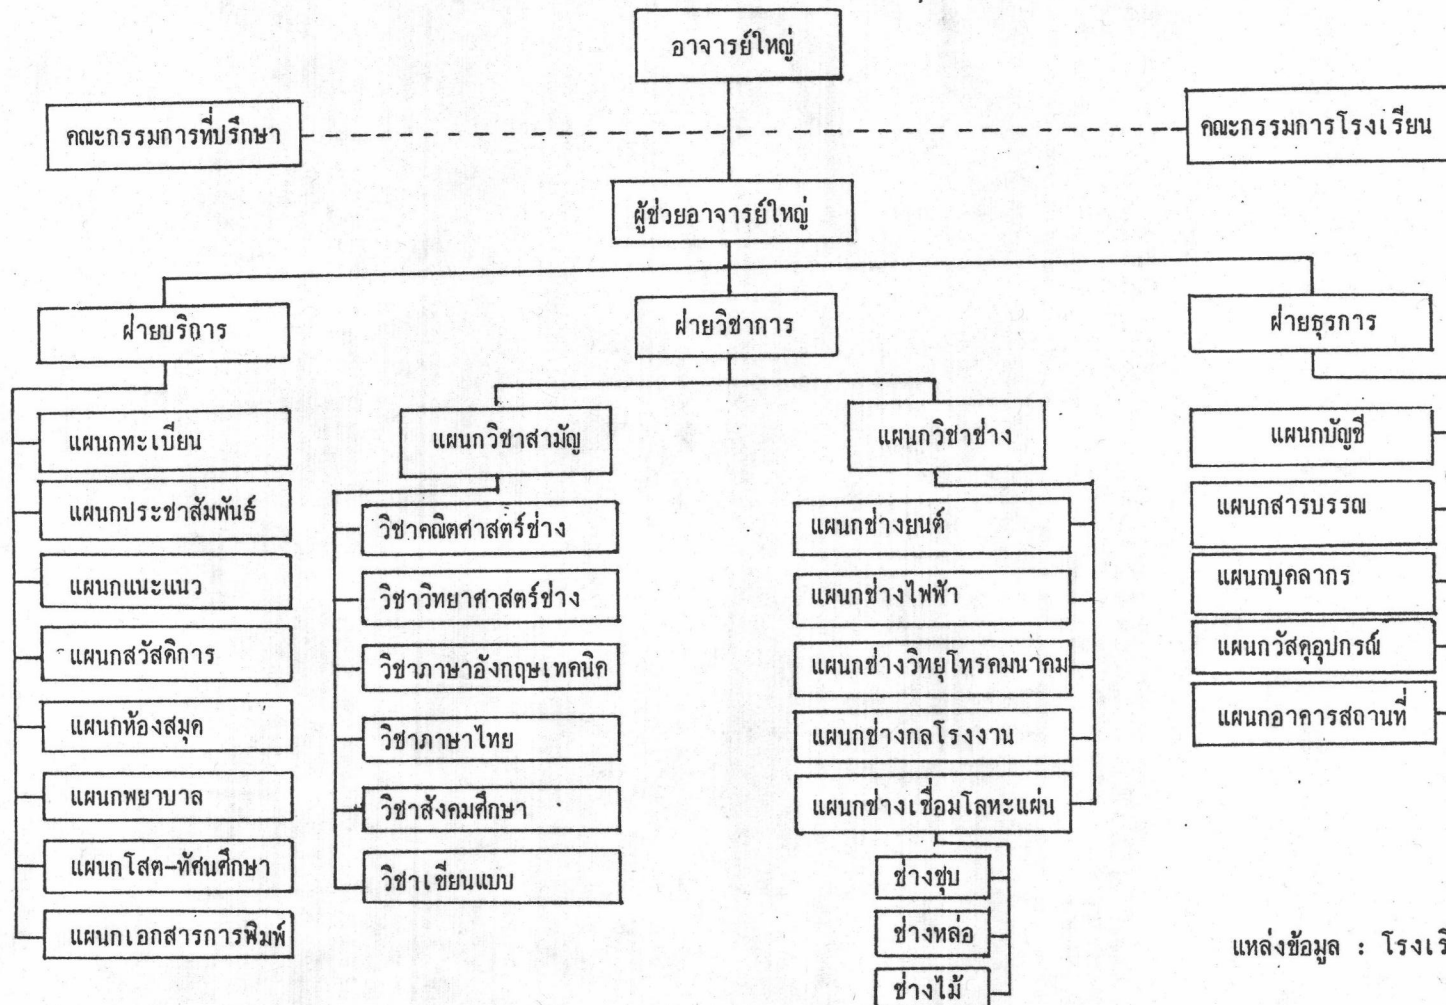 อาจารย์ใหญ่
คณะกรรมการที่ปรึกษา
คณะกรรมการโรงเรียน
ผู้ช่วยอาจารย์ใหญ่
ฝ่ายบริการ
ฝ่ายวิชาการ
ฝ่ายธุรการ
แผนกทะเบียน
แผนกประชาสัมพันธ์
แผนกแนะแนว
แผนกสวัสดิการ
แผนกห้องสมุด
แผนกพยาบาล
แผนกโสต-ทัศนศึกษา
แผนกเอกสารการพิมพ์
แผนกวิชาสามัญ
วิชาคณิตศาสตร์ช่าง
วิชาวิทยาศาสตร์ช่าง
วิชาภาษาอังกฤษเทคนิค
วิชาภาษาไทย
วิชาสังคมศึกษา
วิชาเขียนแบบ
แผนกวิชาช่าง
แผนกช่างยนต์
แผนกช่างไฟฟ้า
แผนกช่างวิทยุโทรคมนาคม
แผนกช่างกลโรงงาน
แผนกช่างเชื่อมโลหะแผ่น
ช่างชุบ
ช่างหล่อ
ช่างไม้
แผนกบัญชี
แผนกสารบรรณ
แผนกบุคลากร
แผนกวัสดุอุปกรณ์
แผนกอาคารสถานที่
แหล่งข้อมูล : โรงเรี